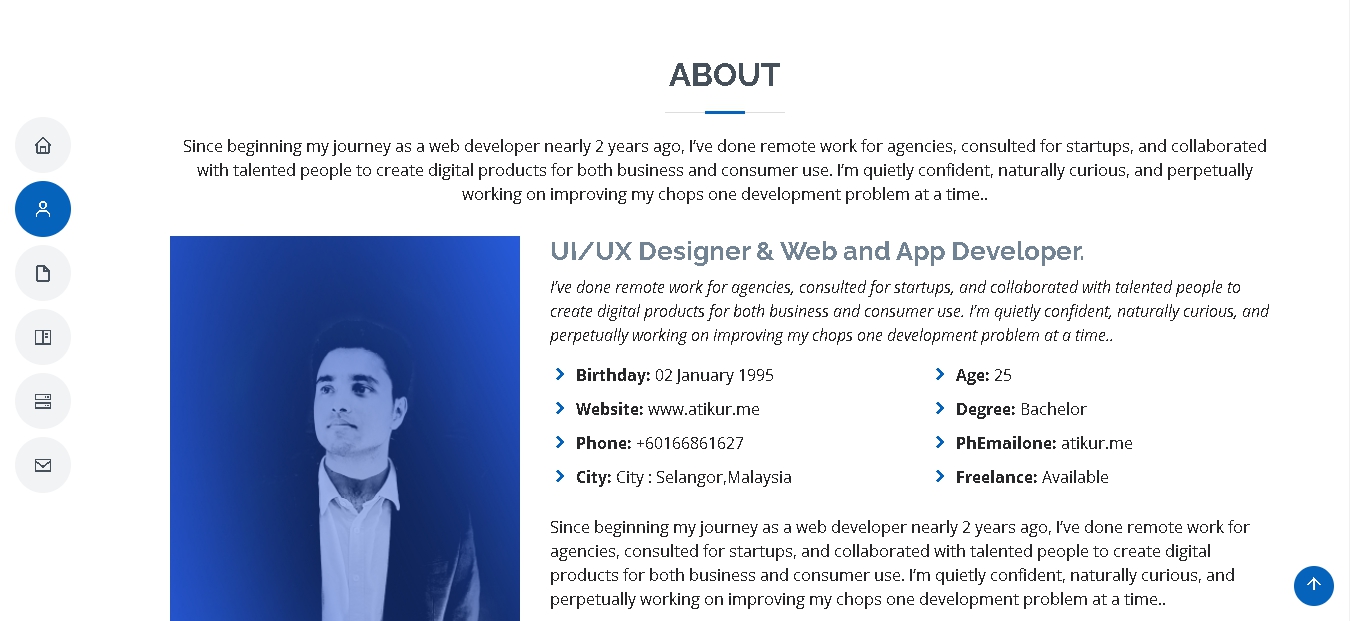 ABOUT
Since beginning my journey as a web developer nearly 2 years ago, I've done remote work for agencies, consulted for startups, and collaborated
with talented people to create digital products for both business and consumer use. I'm quietly confident, naturally curious, and perpetually
working on improving my chops one development problem at a time..
UI/UX Designer & Web and App Developer.
I've done remote work for agencies, consulted for startups, and collaborated with talented people to
create digital products for both business and consumer use. I'm quietly confident, naturally curious, and
perpetually working on improving my chops one development problem at a time..
Birthday: 02 January 1995
Age: 25
Website: www.atikur.me
Degree: Bachelor
Phone: +60166861627
PhEmailone: atikur.me
City: City : Selangor,Malaysia
Freelance: Available
Since beginning my journey as a web developer nearly 2 years ago, I've done remote work for
agencies, consulted for startups, and collaborated with talented people to create digital
products for both business and consumer use. I'm quietly confident, naturally curious, and
perpetually working on improving my chops one development problem at a time..